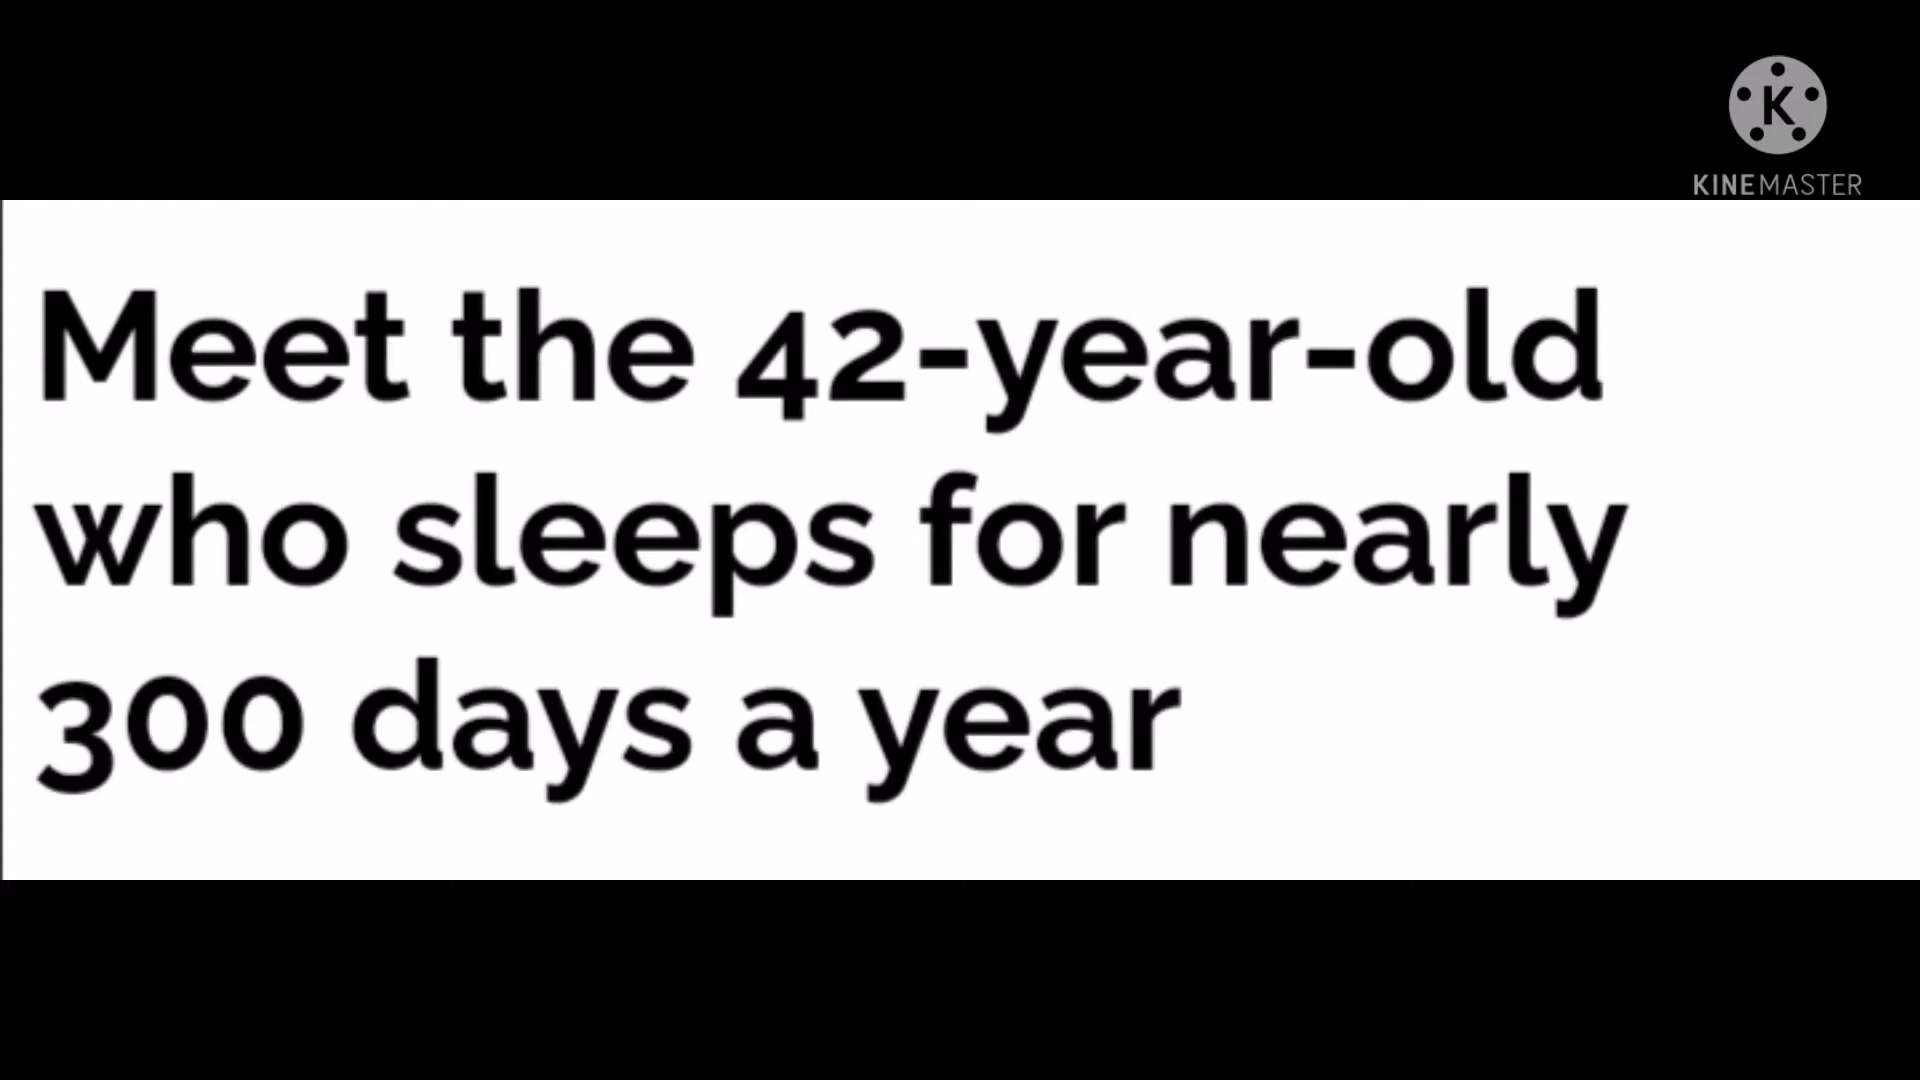 K
KINEMASTER
Meet the 42-year-old
who sleeps for nearly
300 days a year